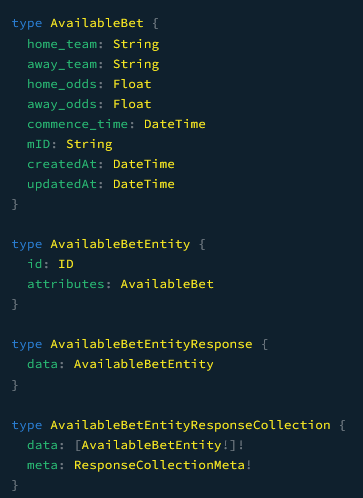 type AvailableBet {
  home_team: String
  away_team: String
  home_odds: Float
  away_odds: Float
  commence_time: DateTime
  mID: String
  createdAt: DateTime
  updatedAt: DateTime
}

type AvailableBetEntity {
  id: ID
  attributes: AvailableBet
}

type AvailableBetEntityResponse {
  data: AvailableBetEntity
}

type AvailableBetEntityResponseCollection {
  data: [AvailableBetEntity!]!
  meta: ResponseCollectionMeta!
}